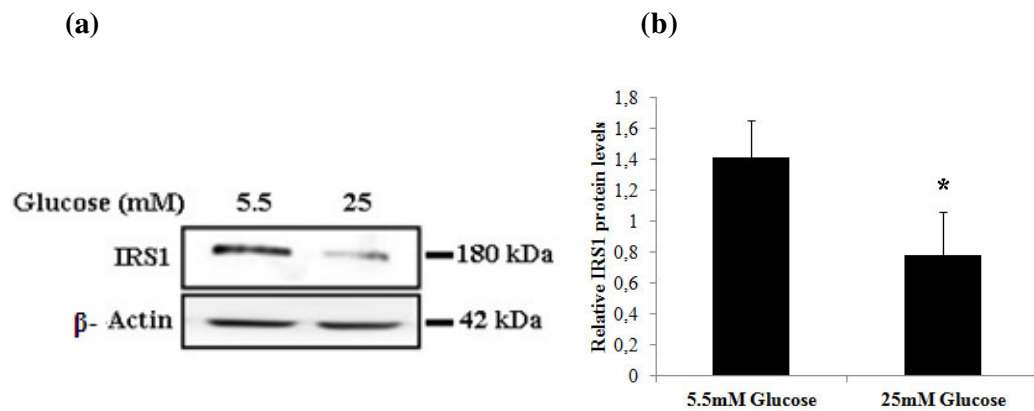 (a)
Glucose (mM) 5.5 25
IRS1 180 kDa
β- Actin 42 kDa
(b)
Relative IRS1 protein levels
1,8
1,6
1,4
1,2
1
0,8
0,6
0,4
0,2
0
*
5.5mM Glucose 25mM Glucose